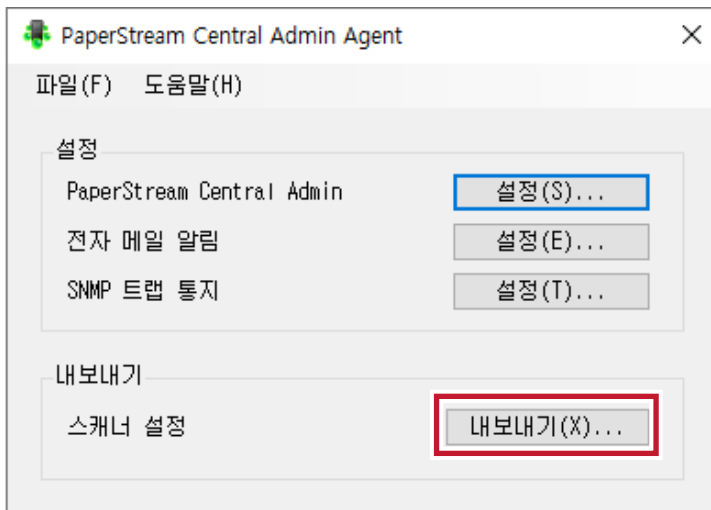 PaperStream Central Admin Agent
파일(F) 도움말(H)
설정
PaperStream Central Admin 설정(S)...
전자 메일 알림 설정(E)...
SNMP 트랩 통지 설정(T)...
내보내기
스캐너 설정 내보내기(X)...